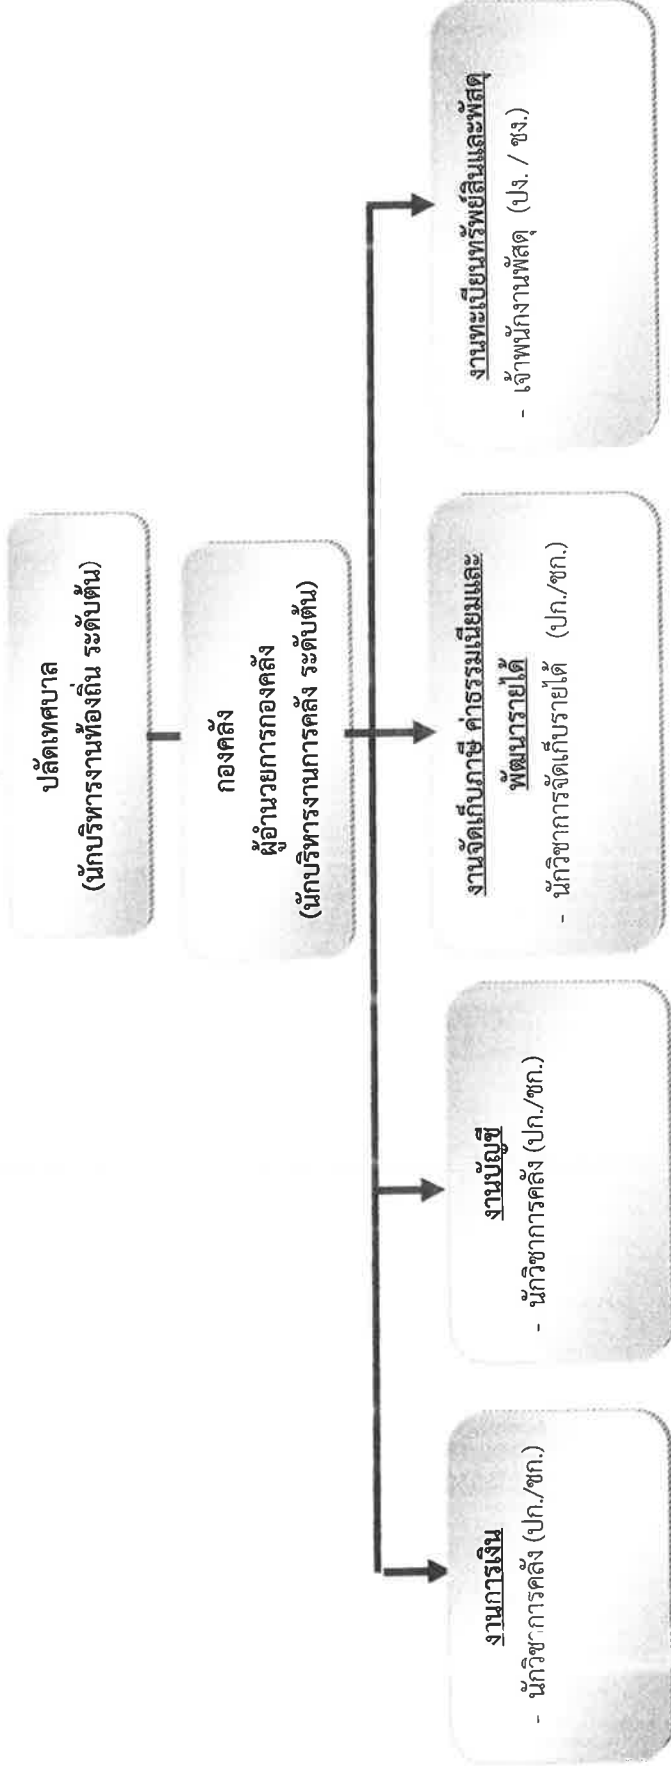 ปลัดเทศบาล
(นักบริหารงานท้องถิ่น ระดับต้น)
กองคลัง
ผู้อำนวยการกองคลัง
(นักบริหารงานการคลัง ระดับต้น)
งานการเงิน
- นักวิชาการคลัง (ปก./ชก.)
งานบัญชี
- นักวิชาการคลัง (ปก./ชก.)
งานจัดเก็บภาษี ค่าธรรมเนียมและ
พัฒนารายได้
- นักวิชาการจัดเก็บรายได้ (ปก./ชก.)
งานทะเบียนทรัพย์สินและพัสดุ
- เจ้าพนักงานพัสดุ (ปง. / ชง.)